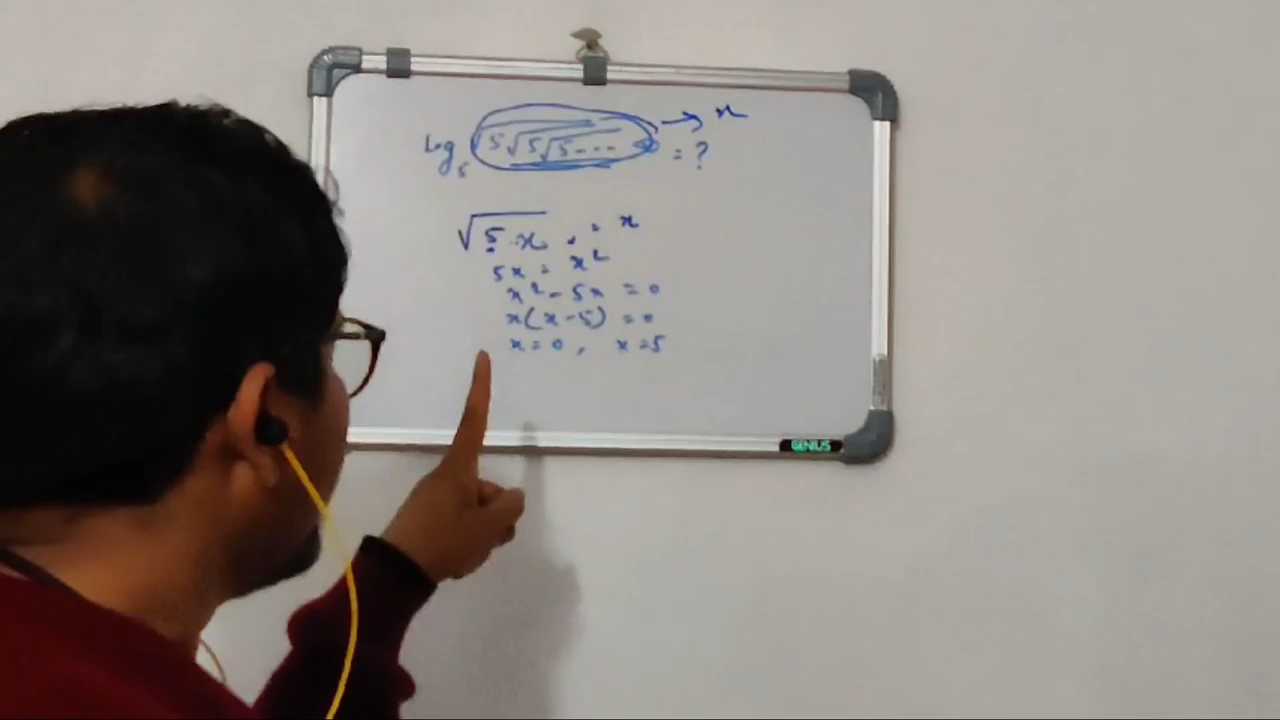 → x
log₅ √5√5√5--- = ?
√5·x = x
5x = x²
x² - 5x = 0
x(x-5) = 0
x = 0, x = 5
GENIUS